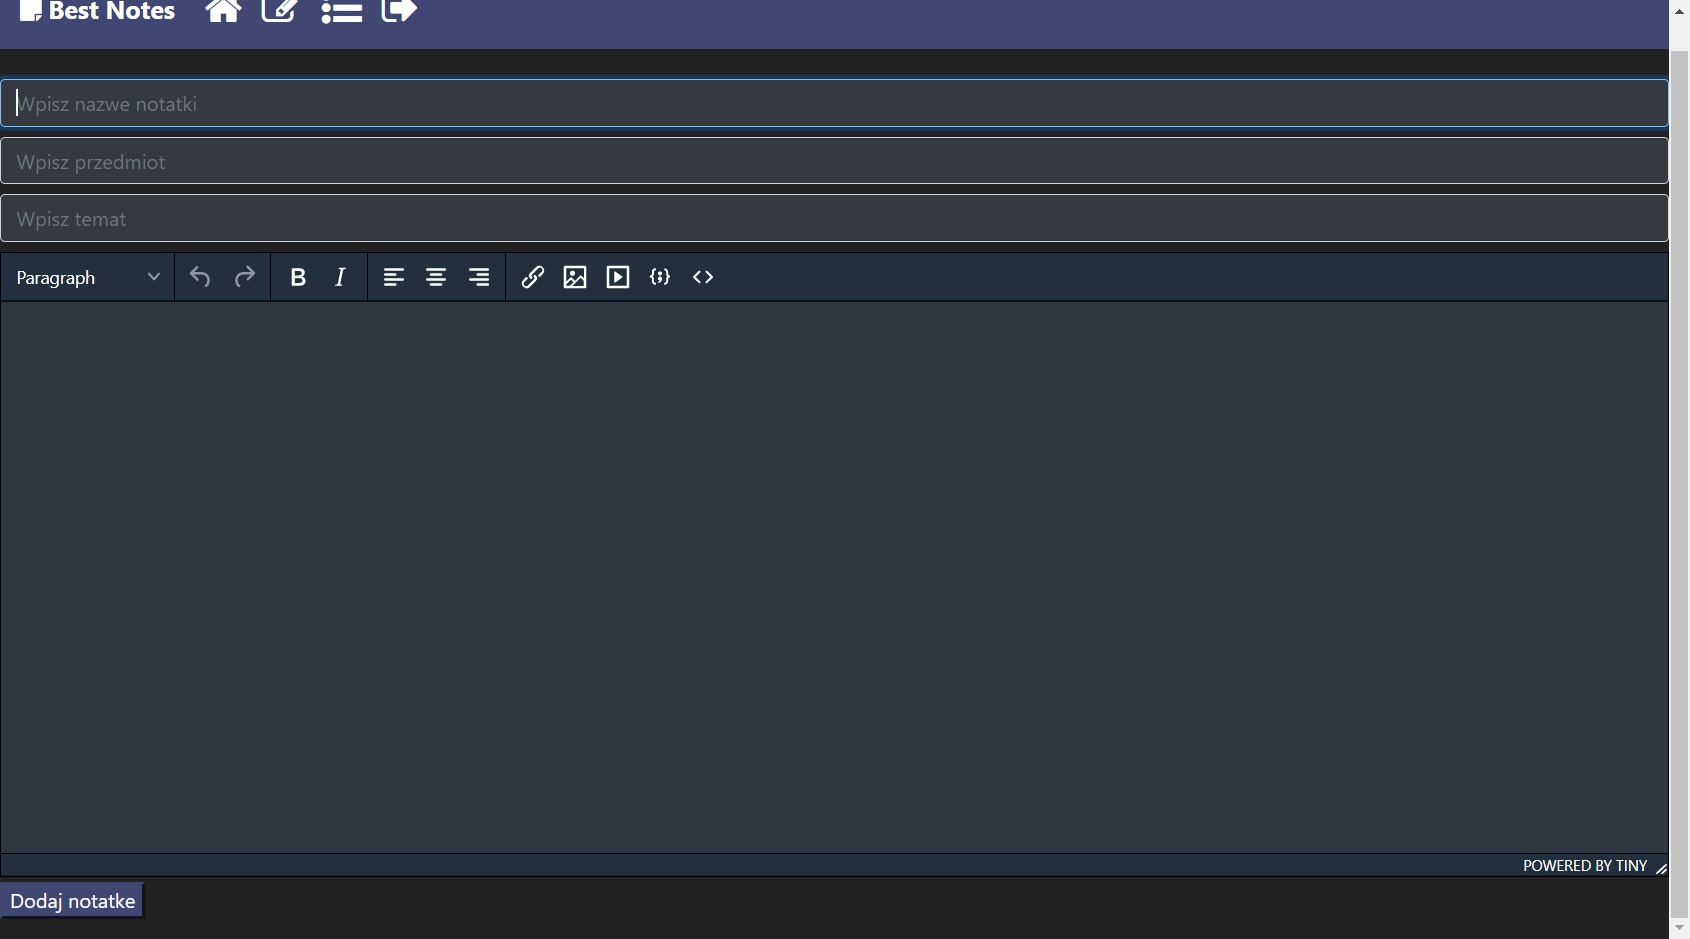 Best Notes
Wpisz nazwe notatki
Wpisz przedmiot
Wpisz temat
Paragraph B I
POWERED BY TINY
Dodaj notatke